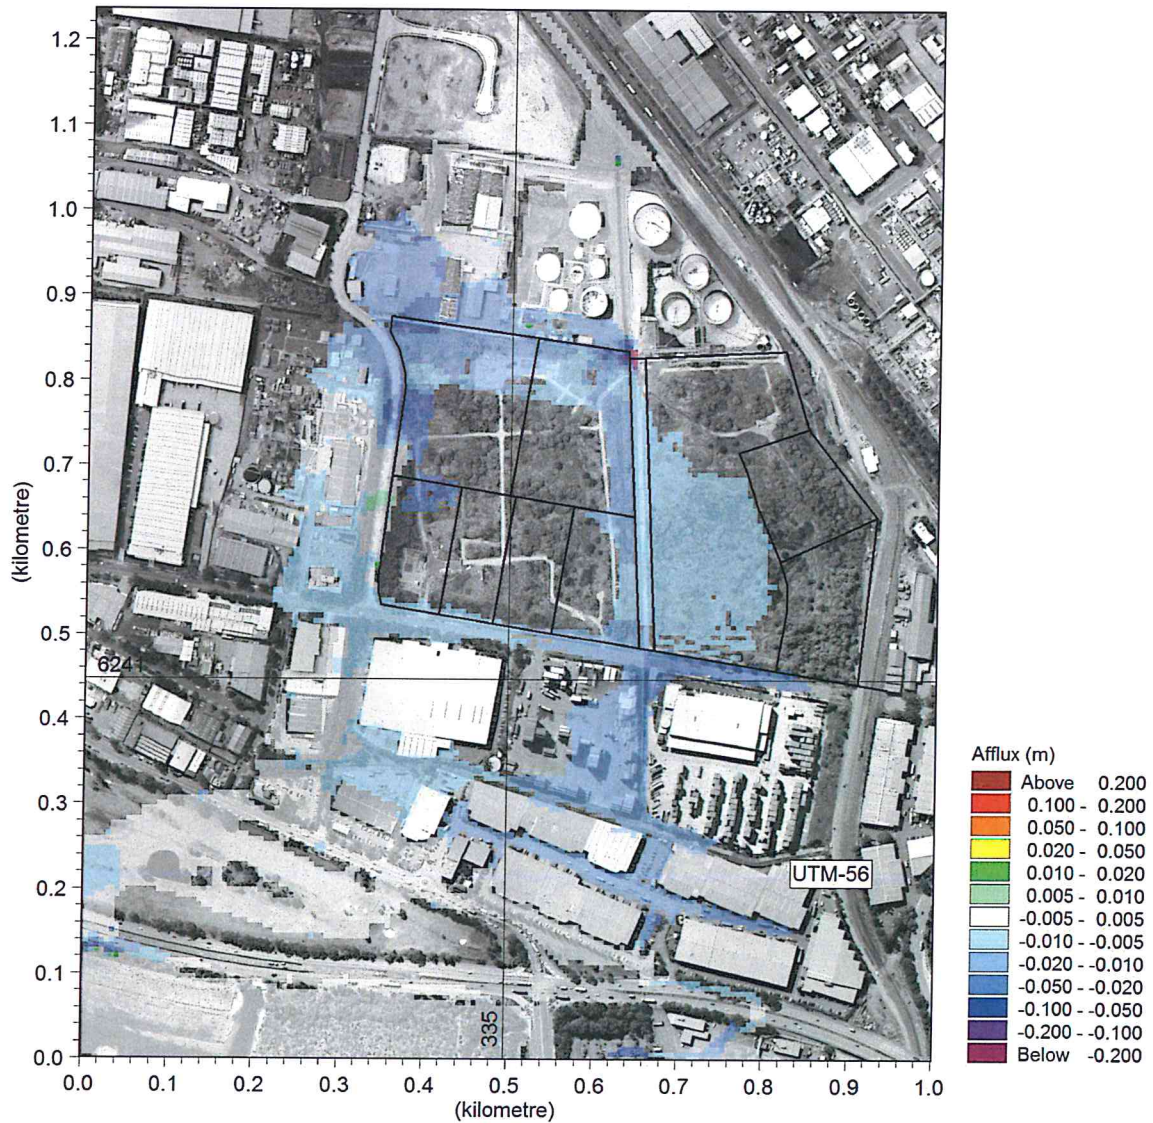 1.2
1.1
1.0
0.9
0.8
0.7
0.6
0.5
0.4
0.3
0.2
0.1
0.0
(kilometre)
6241
335
UTM-56
0.0 0.1 0.2 0.3 0.4 0.5 0.6 0.7 0.8 0.9 1.0
(kilometre)
Afflux (m)
Above 0.200
0.100 - 0.200
0.050 - 0.100
0.020 - 0.050
0.010 - 0.020
0.005 - 0.010
-0.005 - 0.005
-0.010 - -0.005
-0.020 - -0.010
-0.050 - -0.020
-0.100 - -0.050
-0.200 - -0.100
Below -0.200